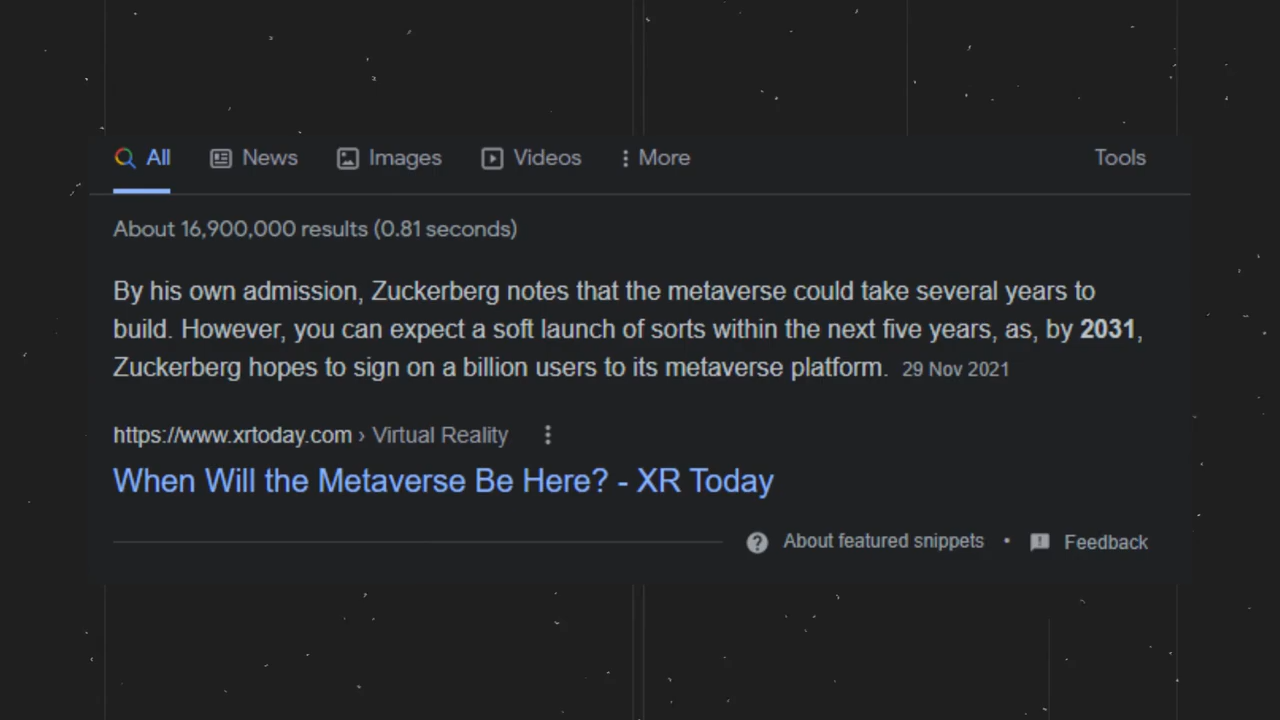 All News Images Videos More Tools
About 16,900,000 results (0.81 seconds)
By his own admission, Zuckerberg notes that the metaverse could take several years to
build. However, you can expect a soft launch of sorts within the next five years, as, by 2031,
Zuckerberg hopes to sign on a billion users to its metaverse platform. 29 Nov 2021
https://www.xrtoday.com › Virtual Reality
When Will the Metaverse Be Here? - XR Today
About featured snippets • Feedback